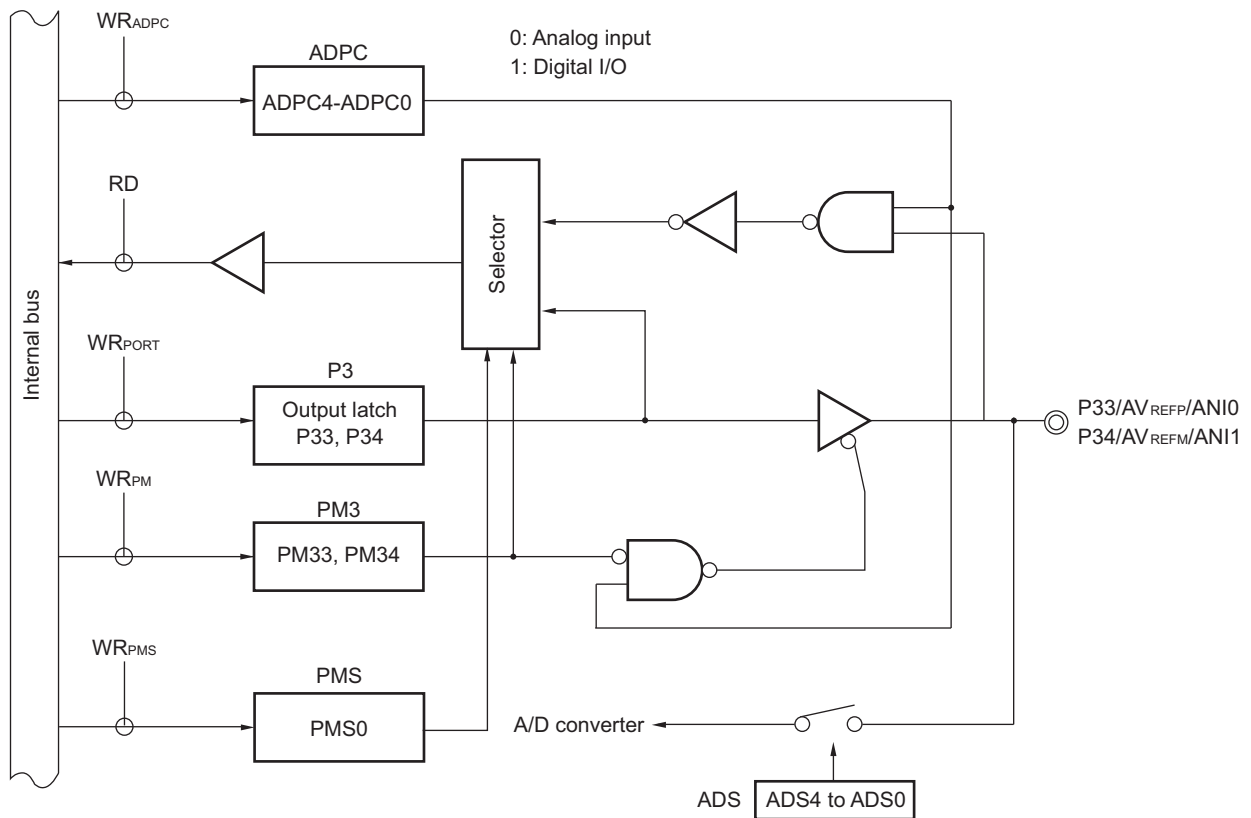 WRADPC
0: Analog input
1: Digital I/O
ADPC
ADPC4-ADPC0
RD
Selector
Internal bus
WRPORT
P3
Output latch
P33, P34
P33/AVREFP/ANI0
P34/AVREFM/ANI1
WRPM
PM3
PM33, PM34
WRPMS
PMS
PMS0
A/D converter
ADS
ADS4 to ADS0